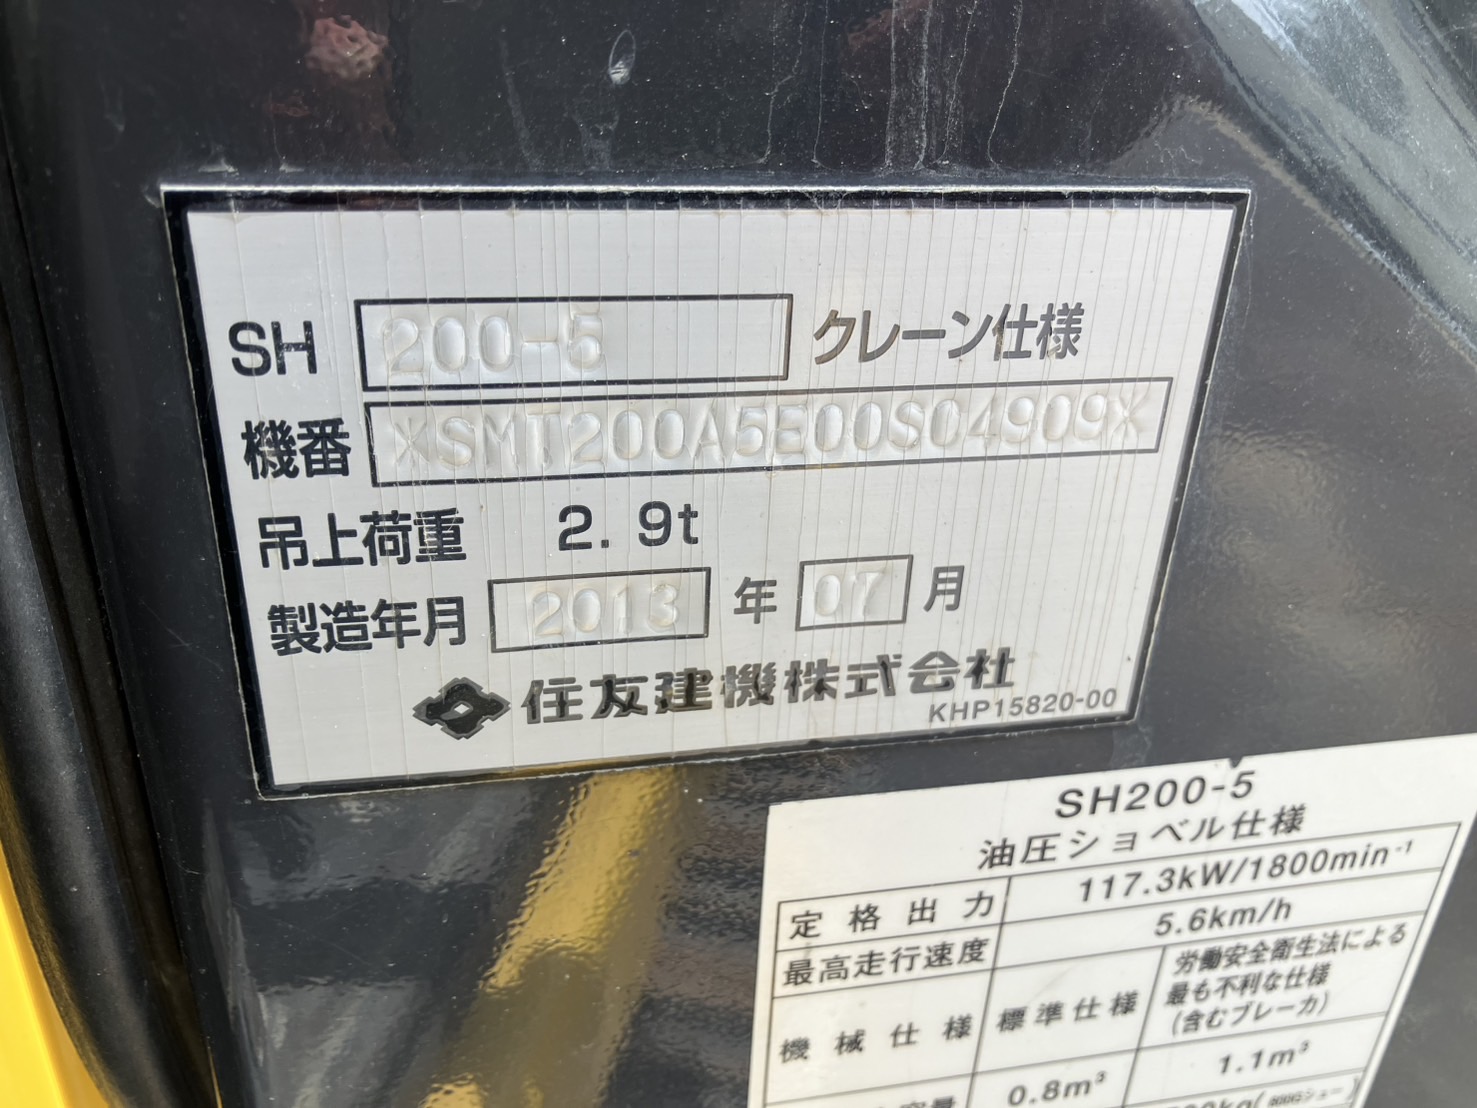 SH 200-5 クレーン仕様
機番 *SMT200A5E00SC4909*
吊上荷重 2.9t
製造年月 2013 年 07 月
住友建機株式会社
KHP15820-00
SH200-5
油圧ショベル仕様
定格出力 117.3kW/1800min-1
最高走行速度 5.6km/h
機械仕様 標準仕様 労働安全衛生法による
最も不利な仕様
(含むブレーカ)
容量 0.8m³ 1.1m³